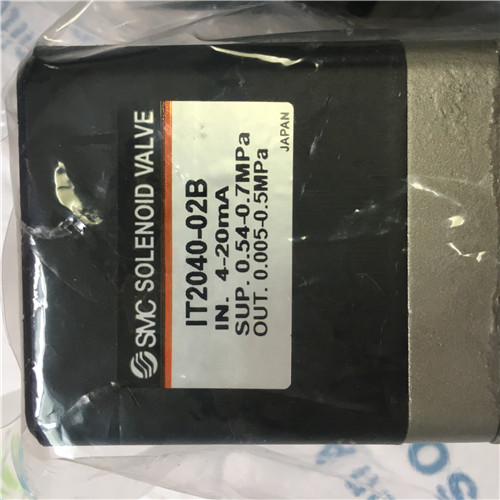 SMC SOLENOID VALVE
IT2040-02B
IN. 4-20mA
SUP. 0.54-0.7MPa
OUT. 0.005-0.5MPa
JAPAN